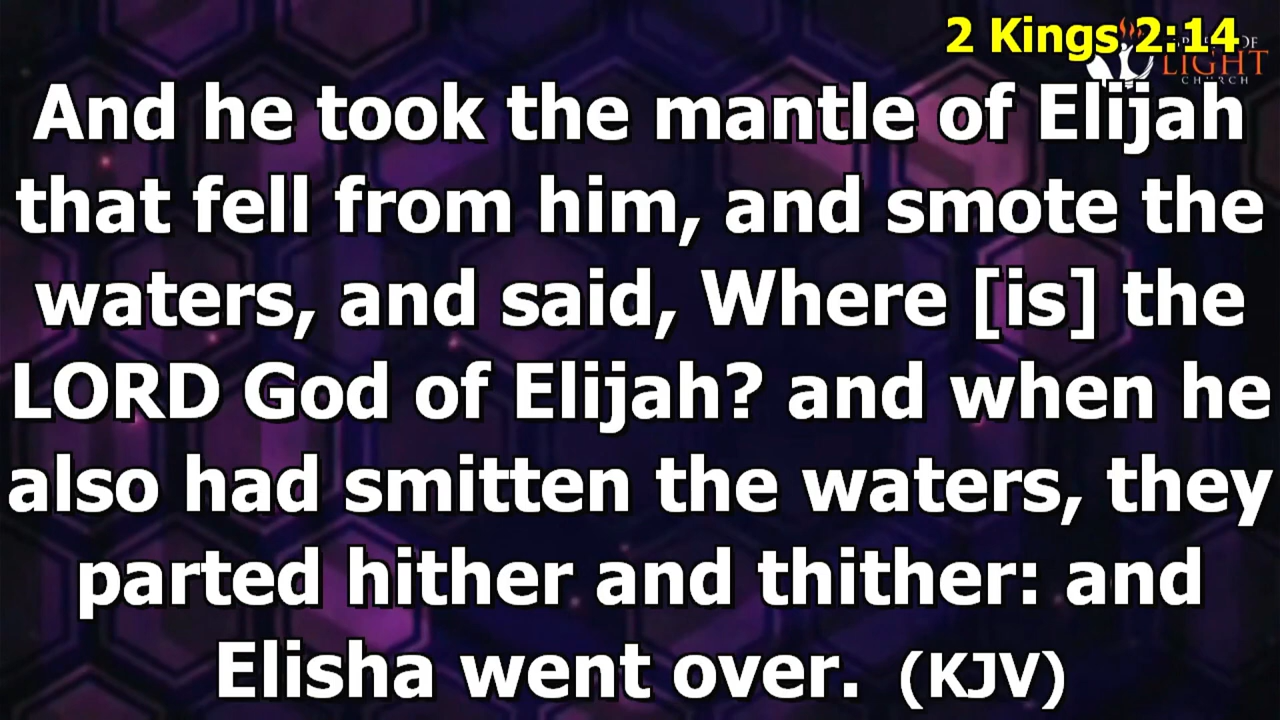 2 Kings 2:14
LIGHT
CHURCH
And he took the mantle of Elijah
that fell from him, and smote the
waters, and said, Where [is] the
LORD God of Elijah? and when he
also had smitten the waters, they
parted hither and thither: and
Elisha went over. (KJV)